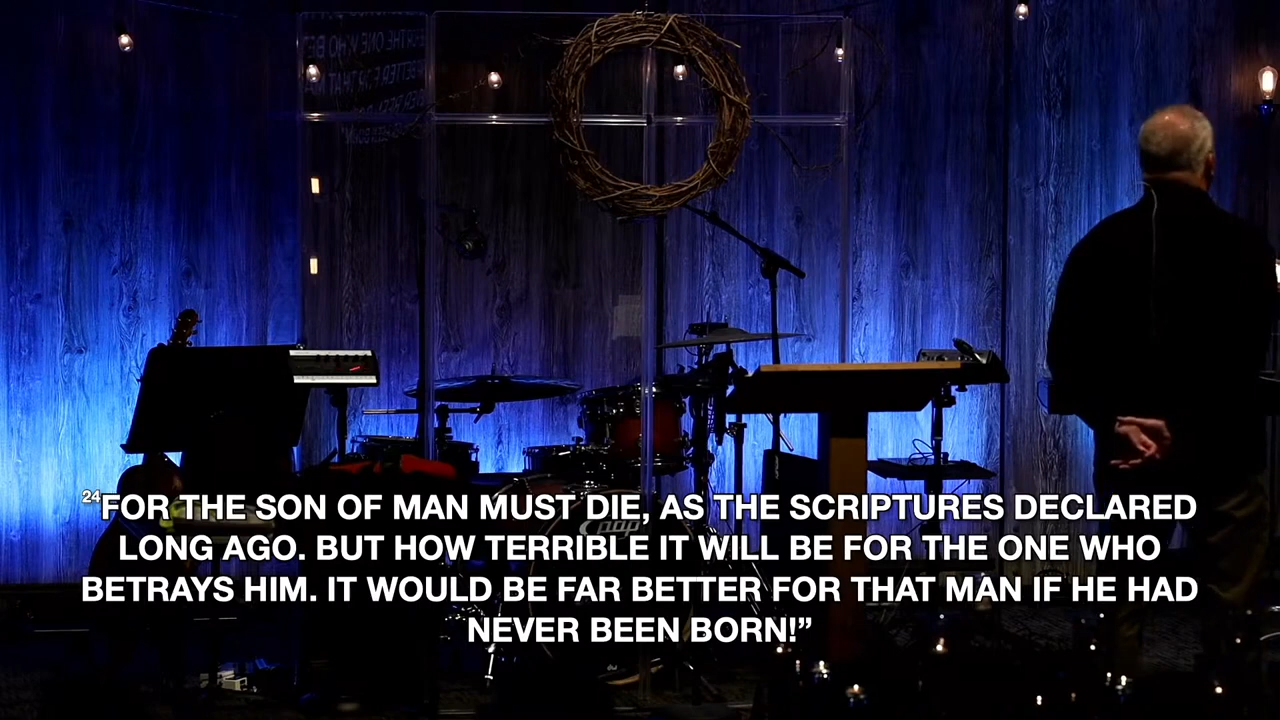 ²⁴FOR THE SON OF MAN MUST DIE, AS THE SCRIPTURES DECLARED
LONG AGO. BUT HOW TERRIBLE IT WILL BE FOR THE ONE WHO
BETRAYS HIM. IT WOULD BE FAR BETTER FOR THAT MAN IF HE HAD
NEVER BEEN BORN!”
pdp